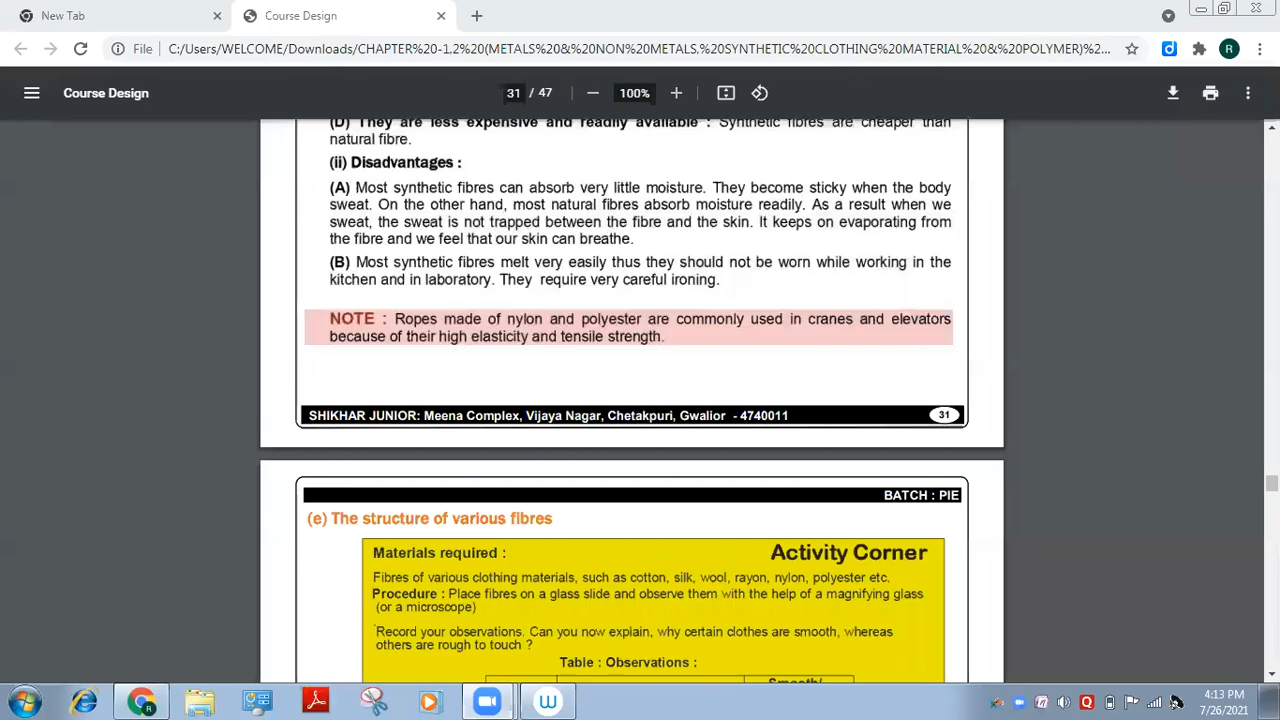 New Tab
Course Design
File
C:/Users/WELCOME/Downloads/CHAPTER%20-1,2%20(METALS%20&%20NON%20METALS,%20SYNTHETIC%20CLOTHING%20MATERIAL%20&%20POLYMER)%2...
R
Course Design
31 / 47
100%
(D) They are less expensive and readily available : Synthetic fibres are cheaper than
natural fibre.
(ii) Disadvantages :
(A) Most synthetic fibres can absorb very little moisture. They become sticky when the body
sweat. On the other hand, most natural fibres absorb moisture readily. As a result when we
sweat, the sweat is not trapped between the fibre and the skin. It keeps on evaporating from
the fibre and we feel that our skin can breathe.
(B) Most synthetic fibres melt very easily thus they should not be worn while working in the
kitchen and in laboratory. They require very careful ironing.
NOTE : Ropes made of nylon and polyester are commonly used in cranes and elevators
because of their high elasticity and tensile strength.
SHIKHAR JUNIOR: Meena Complex, Vijaya Nagar, Chetakpuri, Gwalior - 4740011
31
BATCH : PIE
(e) The structure of various fibres
Materials required :
Activity Corner
Fibres of various clothing materials, such as cotton, silk, wool, rayon, nylon, polyester etc.
Procedure : Place fibres on a glass slide and observe them with the help of a magnifying glass
(or a microscope)
Record your observations. Can you now explain, why certain clothes are smooth, whereas
others are rough to touch ?
Table : Observations :
Smooth/
4:13 PM
7/26/2021